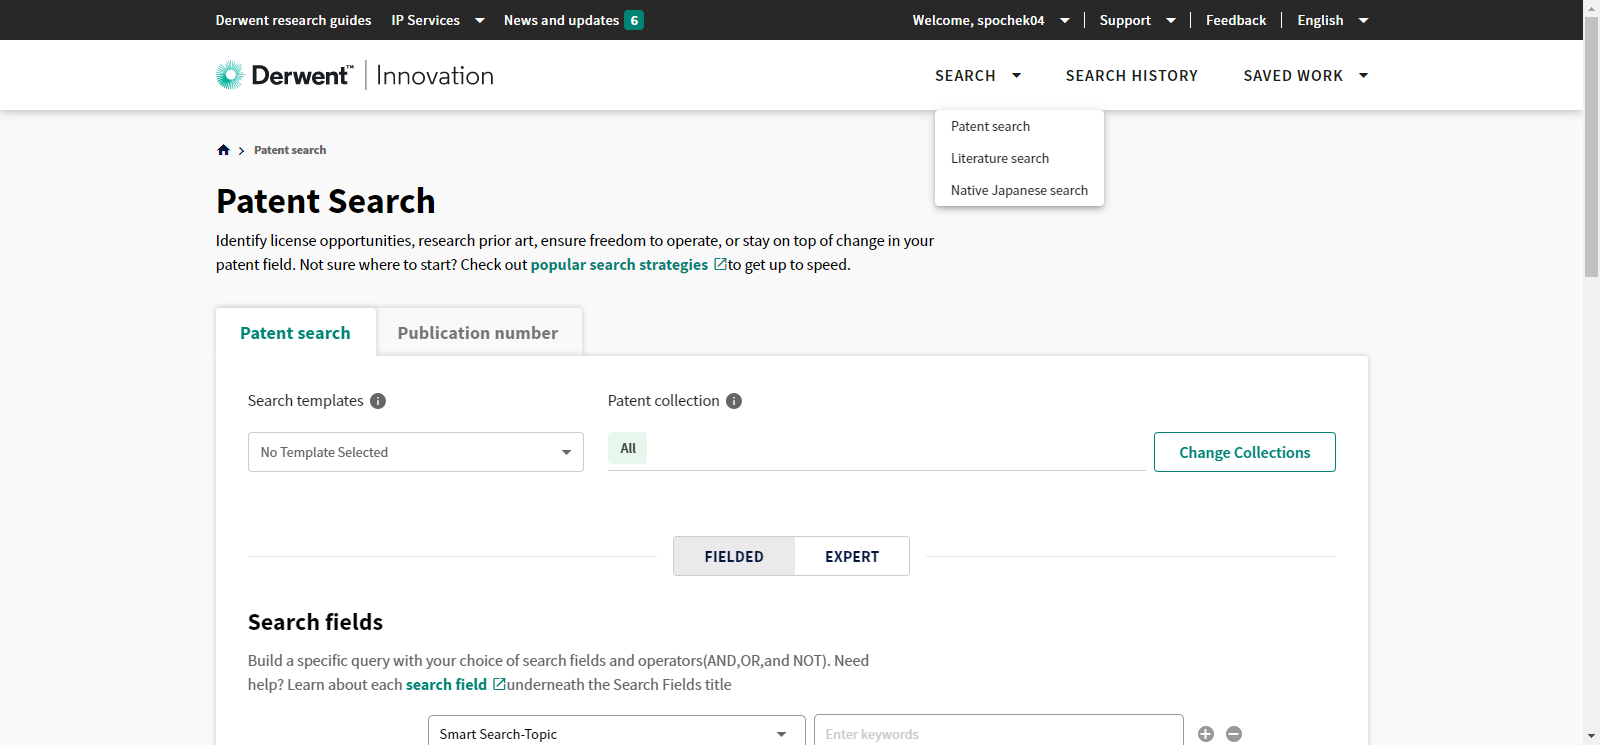 Derwent research guides IP Services News and updates 6 Welcome, spochek04 Support Feedback English
Derwent™ Innovation SEARCH SEARCH HISTORY SAVED WORK
Patent search
Literature search
Native Japanese search
Patent search
Patent Search
Identify license opportunities, research prior art, ensure freedom to operate, or stay on top of change in your
patent field. Not sure where to start? Check out popular search strategies to get up to speed.
Patent search Publication number
Search templates Patent collection
No Template Selected All Change Collections
FIELDED EXPERT
Search fields
Build a specific query with your choice of search fields and operators(AND,OR,and NOT). Need
help? Learn about each search field underneath the Search Fields title
Smart Search-Topic Enter keywords